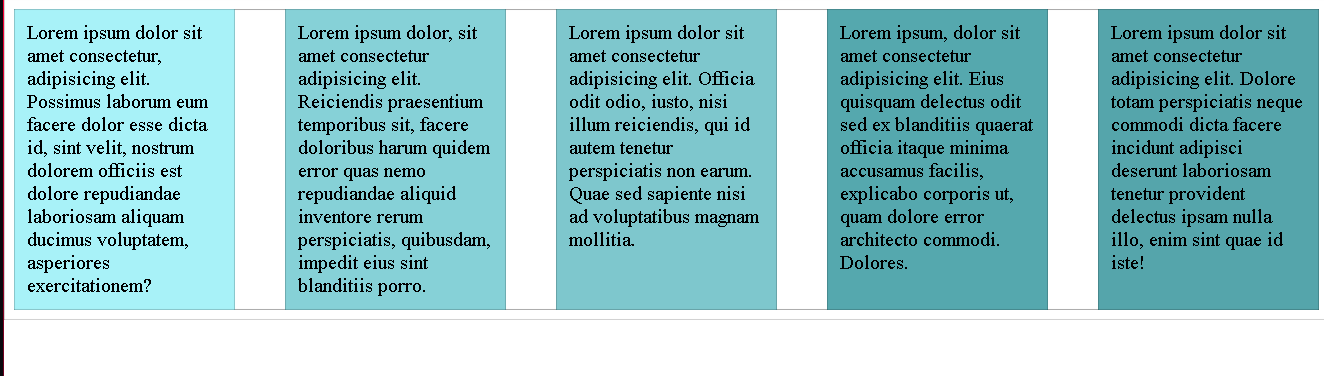 Lorem ipsum dolor sit
amet consectetur,
adipisicing elit.
Possimus laborum eum
facere dolor esse dicta
id, sint velit, nostrum
dolorem officiis est
dolore repudiandae
laboriosam aliquam
ducimus voluptatem,
asperiores
exercitationem?
Lorem ipsum dolor, sit
amet consectetur
adipisicing elit.
Reiciendis praesentium
temporibus sit, facere
doloribus harum quidem
error quas nemo
repudiandae aliquid
inventore rerum
perspiciatis, quibusdam,
impedit eius sint
blanditiis porro.
Lorem ipsum dolor sit
amet consectetur
adipisicing elit. Officia
odit odio, iusto, nisi
illum reiciendis, qui id
autem tenetur
perspiciatis non earum.
Quae sed sapiente nisi
ad voluptatibus magnam
mollitia.
Lorem ipsum, dolor sit
amet consectetur
adipisicing elit. Eius
quisquam delectus odit
sed ex blanditiis quaerat
officia itaque minima
accusamus facilis,
explicabo corporis ut,
quam dolore error
architecto commodi.
Dolores.
Lorem ipsum dolor sit
amet consectetur
adipisicing elit. Dolore
totam perspiciatis neque
commodi dicta facere
incidunt adipisci
deserunt laboriosam
tenetur provident
delectus ipsam nulla
illo, enim sint quae id
iste!